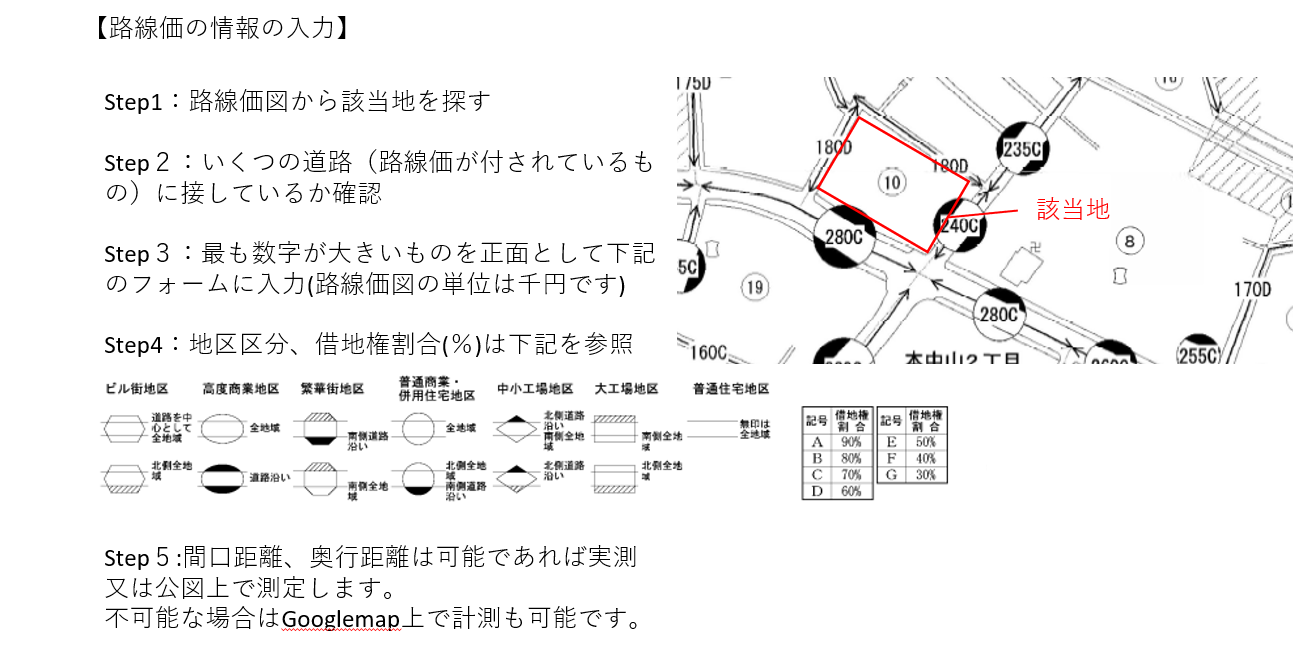 【路線価の情報の入力】
Step1：路線価図から該当地を探す
Step２：いくつの道路（路線価が付されているも
の）に接しているか確認
Step３：最も数字が大きいものを正面として下記
のフォームに入力(路線価図の単位は千円です)
Step4：地区区分、借地権割合(％)は下記を参照
175D
180D
180D
235C
10
240C
該当地
280C
8
卍
5C
19
280C
170D
160C
本中山2丁目
255C
ビル街地区
高度商業地区
繁華街地区
普通商業・
併用住宅地区
中小工場地区
大工場地区
普通住宅地区
道路を中
心として
全地域
全地域
南側道路
沿い
全地域
北側道路
沿い
南側全地
域
南側全地
域
無印は
全地域
北側全地
域
道路沿い
南側全地
域
北側全地
域
南側道路
沿い
北側道路
沿い
北側全地
域
記号 借地権割合 記号 借地権割合
A 90% E 50%
B 80% F 40%
C 70% G 30%
D 60%
Step５:間口距離、奥行距離は可能であれば実測
又は公図上で測定します。
不可能な場合はGooglemap上で計測も可能です。